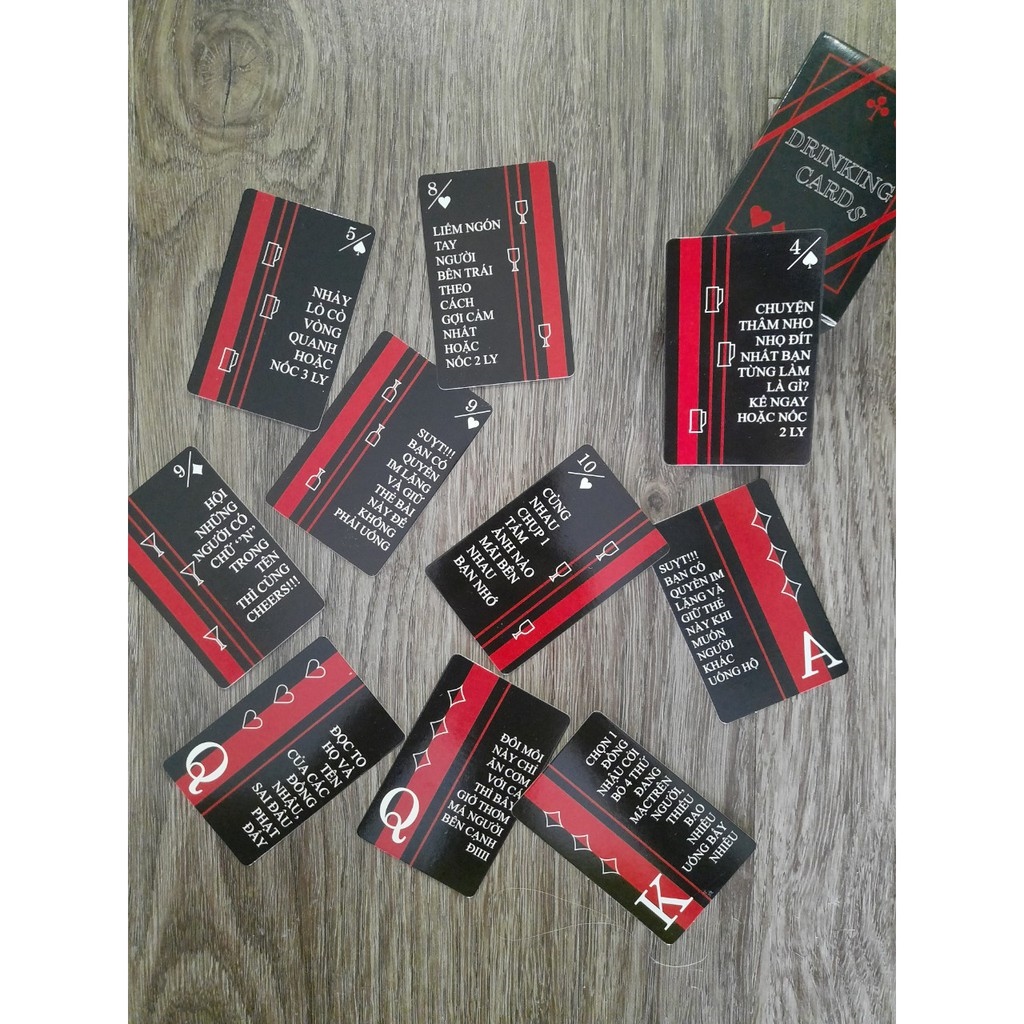 DRINKING
CARDS
5
NHẢY
LÒ CÒ
VÒNG
QUANH
HOẶC
NỐC 3 LY
8
LIẾM NGÓN
TAY
NGƯỜI
BÊN TRÁI
THEO
CÁCH
GỢI CẢM
NHẤT
HOẶC
NỐC 2 LY
4
CHUYỆN
THÂM NHO
NHỌ ĐÍT
NHẤT BẠN
TỪNG LÀM
LÀ GÌ?
KỂ NGAY
HOẶC NỐC
2 LY
9
SUỴT!!!
BẠN CÓ
QUYỀN
IM LẶNG
VÀ GIỮ
THẺ BÀI
NÀY ĐỂ
KHÔNG
PHẢI UỐNG
9
HỘI
NHỮNG
NGƯỜI CÓ
CHỮ "N"
TRONG
TÊN
THÌ CÙNG
CHEERS!!!
10
CÙNG
NHAU
CHỤP 1
TẤM
ẢNH NÀO
MÃI BÊN
NHAU
BẠN NHỚ
SUỴT!!!
BẠN CÓ
QUYỀN IM
LẶNG VÀ
GIỮ THẺ
NÀY KHI
MUỐN
NGƯỜI
KHÁC
UỐNG HỘ
A
Q
ĐỌC TO
HỌ VÀ
TÊN
CỦA CÁC
ĐỒNG
NHẬU,
SAI ĐÂU
PHẠT
ĐẤY
Q
ĐÔI MÔI
NÀY CHỈ
ĂN CƠM
VỚI CÁ
THÌ BÂY
GIỜ THƠM
MÁ NGƯỜI
BÊN CẠNH
ĐIIII
K
CHỌN 1
ĐỒNG
NHẬU CỞI
BỎ 4 THỨ
ĐANG
MẶCTRÊN
NGƯỜI,
THIẾU
BAO
NHIÊU
UỐNG BẤY
NHIÊU